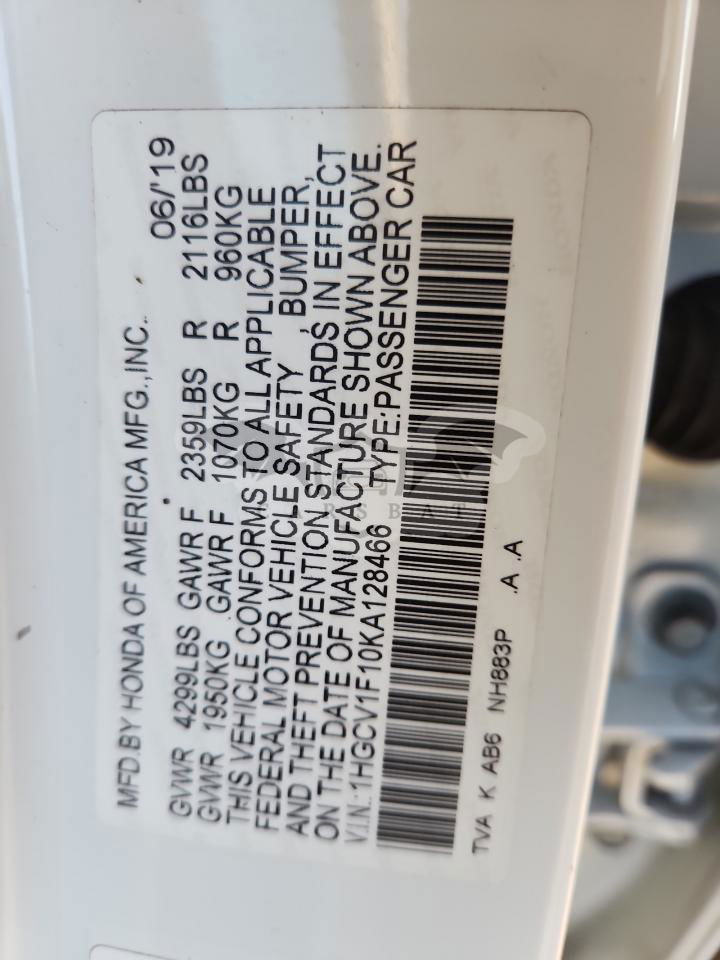 MFD.BY HONDA OF AMERICA MFG.,INC. 06/'19
GVWR 4299LBS GAWR F 2359LBS R 2116LBS
GVWR 1950KG GAWR F 1070KG R 960KG
THIS VEHICLE CONFORMS TO ALL APPLICABLE
FEDERAL MOTOR VEHICLE SAFETY, BUMPER,
AND THEFT PREVENTION STANDARDS IN EFFECT
ON THE DATE OF MANUFACTURE SHOWN ABOVE.
V.I.N.:1HGCV1F10KA128466 TYPE:PASSENGER CAR
TVA K AB6 NH883P .A .A
CARSBAT